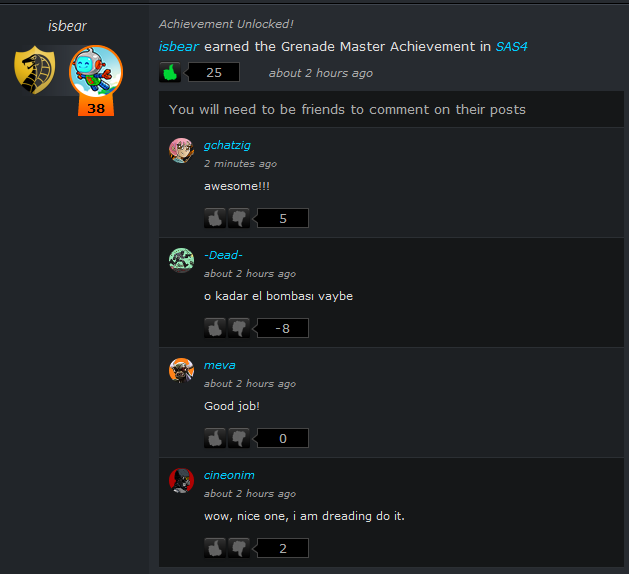 isbear
38
Achievement Unlocked!
isbear earned the Grenade Master Achievement in SAS4
25 about 2 hours ago
You will need to be friends to comment on their posts
gchatzig
2 minutes ago
awesome!!!
5
-Dead-
about 2 hours ago
o kadar el bombası vaybe
-8
meva
about 2 hours ago
Good job!
0
cineonim
about 2 hours ago
wow, nice one, i am dreading do it.
2